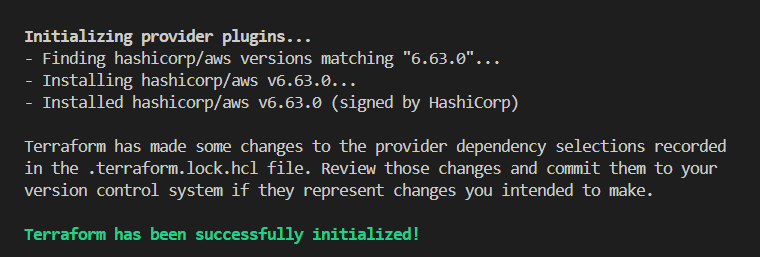 Initializing provider plugins...
- Finding hashicorp/aws versions matching "6.63.0"...
- Installing hashicorp/aws v6.63.0...
- Installed hashicorp/aws v6.63.0 (signed by HashiCorp)
Terraform has made some changes to the provider dependency selections recorded
in the .terraform.lock.hcl file. Review those changes and commit them to your
version control system if they represent changes you intended to make.
Terraform has been successfully initialized!